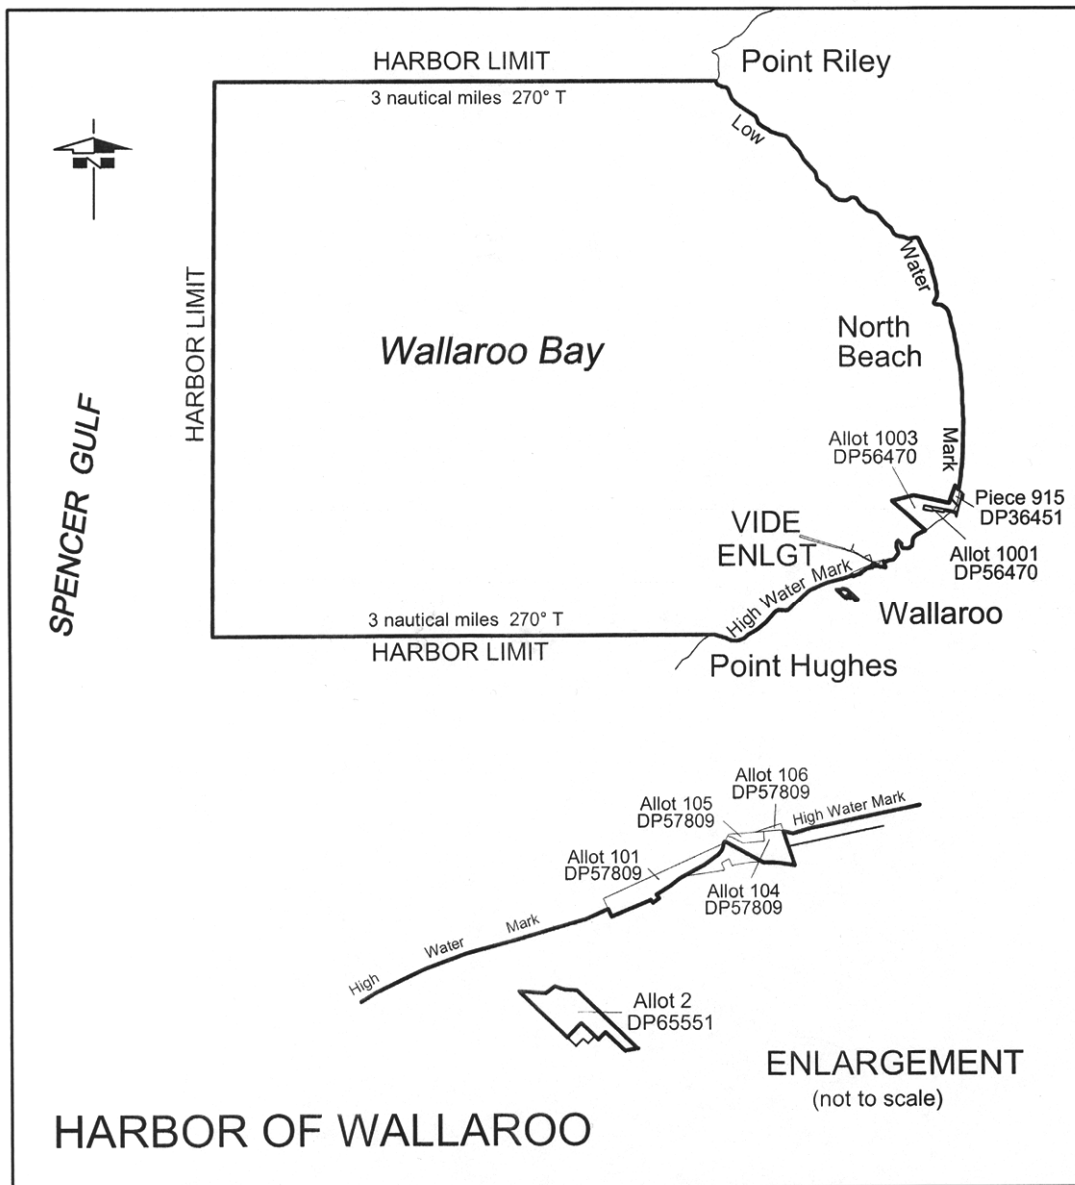 HARBOR LIMIT
3 nautical miles 270° T
Point Riley
Low
Water
Mark
N
HARBOR LIMIT
SPENCER GULF
Wallaroo Bay
North
Beach
Allot 1003
DP56470
Piece 915
DP36451
Allot 1001
DP56470
VIDE
ENLGT
High Water Mark
Wallaroo
3 nautical miles 270° T
HARBOR LIMIT
Point Hughes
Allot 106
DP57809
Allot 105
DP57809
High Water Mark
Allot 101
DP57809
Allot 104
DP57809
High Water Mark
Allot 2
DP65551
ENLARGEMENT
(not to scale)
HARBOR OF WALLAROO